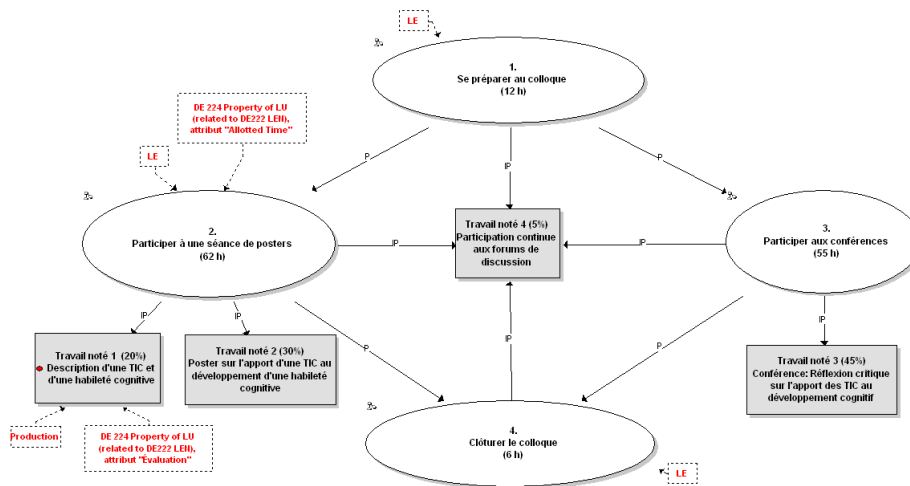 LE
1.
Se préparer au colloque
(12 h)
DE 224 Property of LU
(related to DE222 LEN),
attribut "Allotted Time"
LE
P
IP
P
2.
Participer à une séance de posters
(62 h)
IP
Travail noté 4 (5%)
Participation continue
aux forums de
discussion
IP
3.
Participer aux conférences
(55 h)
IP
IP
P
IP
P
IP
Travail noté 1 (20%)
Description d'une TIC et
d'une habileté cognitive
Travail noté 2 (30%)
Poster sur l'apport d'une TIC au
développement d'une habileté
cognitive
Travail noté 3 (45%)
Conférence: Réflexion critique
sur l'apport des TIC au
développement cognitif
Production
DE 224 Property of LU
(related to DE222 LEN),
attribut "Évaluation"
4.
Clôturer le colloque
(6 h)
LE